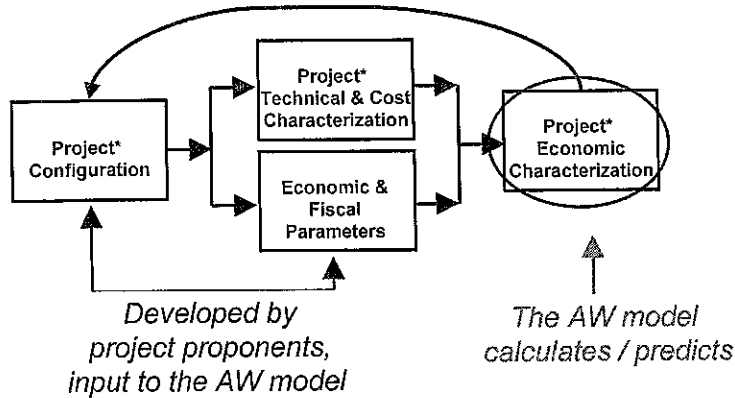 Project*
Configuration
Project*
Technical & Cost
Characterization
Economic &
Fiscal
Parameters
Project*
Economic
Characterization
Developed by
project proponents,
input to the AW model
The AW model
calculates / predicts